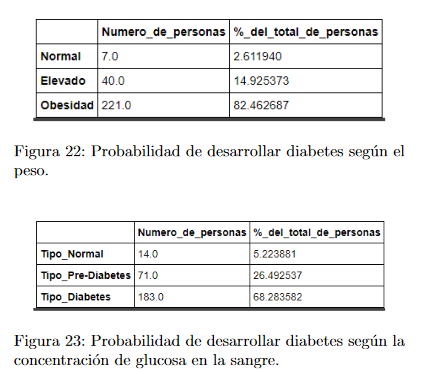 Numero_de_personas %_del_total_de_personas
Normal 7.0 2.611940
Elevado 40.0 14.925373
Obesidad 221.0 82.462687
Figura 22: Probabilidad de desarrollar diabetes según el
peso.
Numero_de_personas %_del_total_de_personas
Tipo_Normal 14.0 5.223881
Tipo_Pre-Diabetes 71.0 26.492537
Tipo_Diabetes 183.0 68.283582
Figura 23: Probabilidad de desarrollar diabetes según la
concentración de glucosa en la sangre.